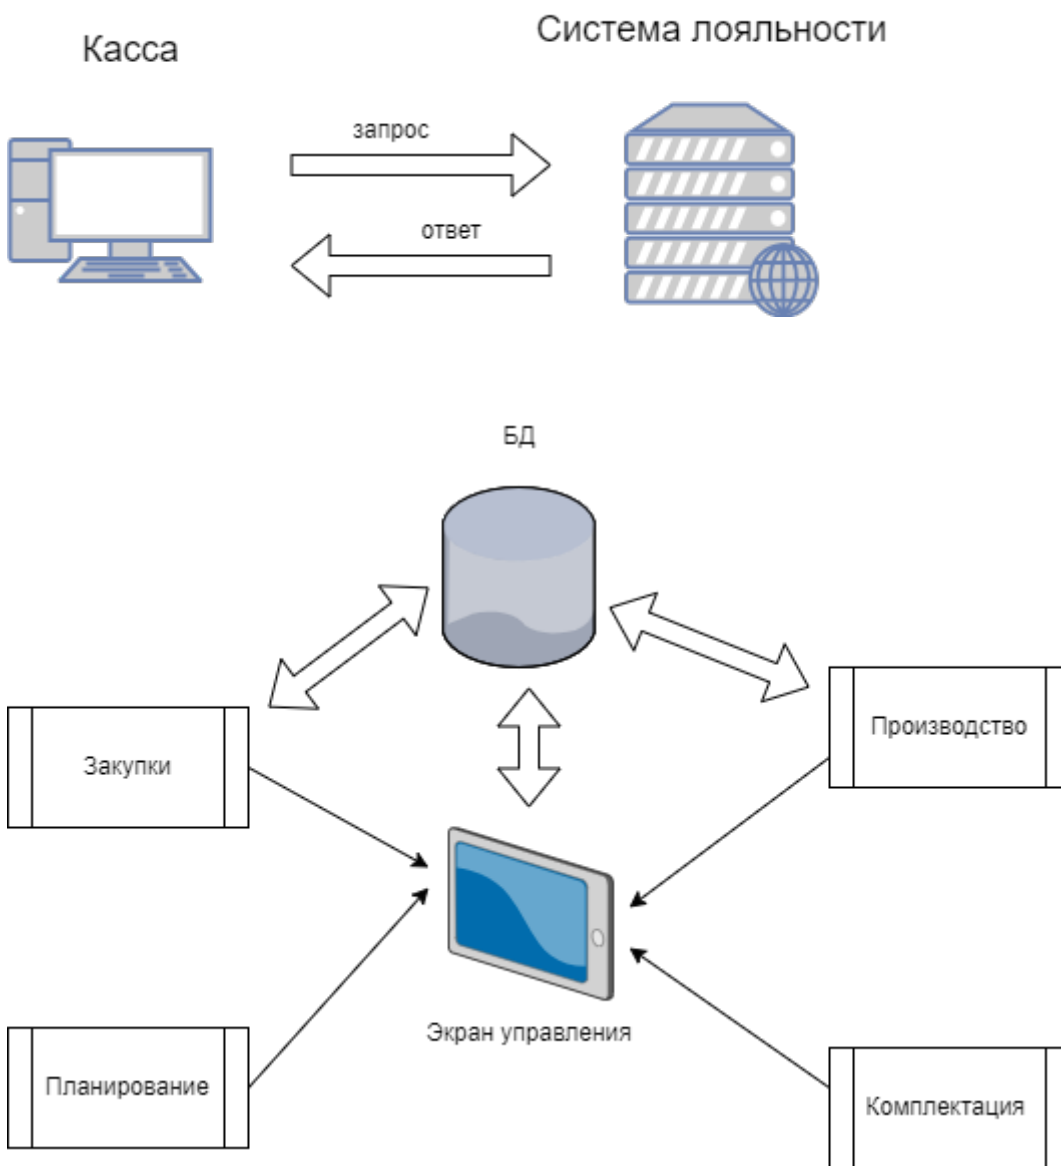 Касса
Система лояльности
запрос
ответ
БД
Закупки
Производство
Экран управления
Планирование
Комплектация